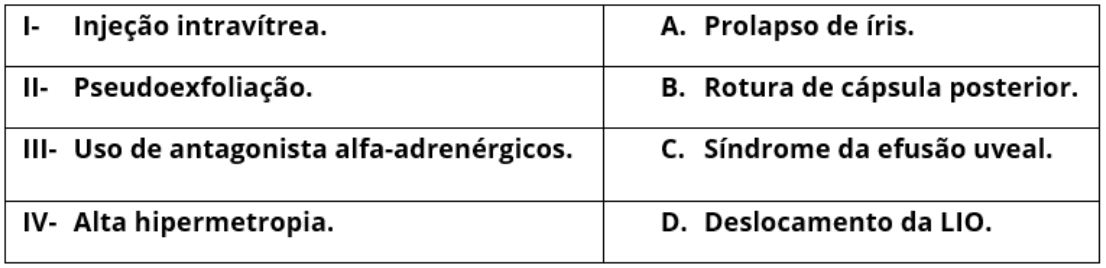 I- Injeção intravítrea. A. Prolapso de íris.
II- Pseudoexfoliação. B. Rotura de cápsula posterior.
III- Uso de antagonista alfa-adrenérgicos. C. Síndrome da efusão uveal.
IV- Alta hipermetropia. D. Deslocamento da LIO.